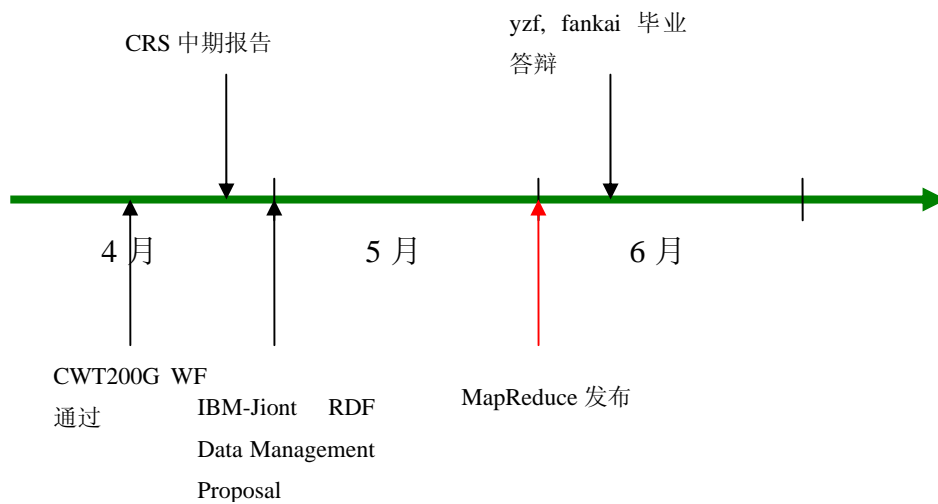 CRS 中期报告
yzf, fankai 毕业
答辩
4 月
5 月
6 月
CWT200G WF
通过
IBM-Jiont RDF
Data Management
Proposal
MapReduce 发布